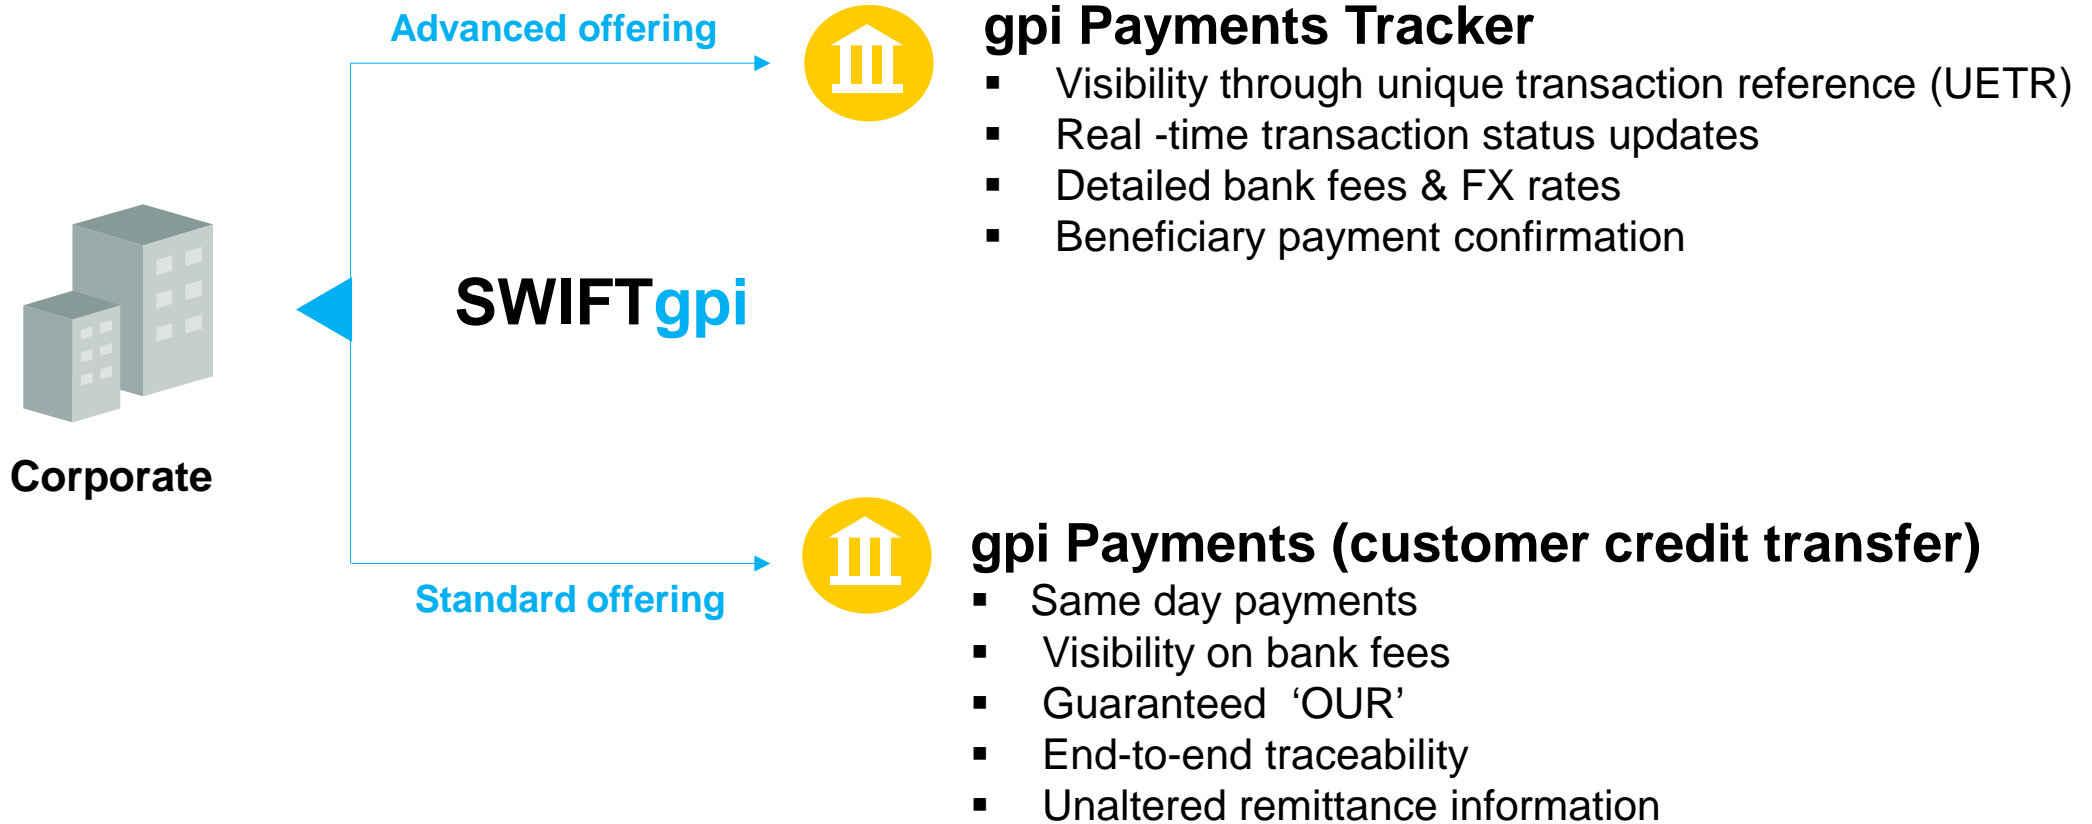 Advanced offering
gpi Payments Tracker
▪ Visibility through unique transaction reference (UETR)
▪ Real -time transaction status updates
▪ Detailed bank fees & FX rates
▪ Beneficiary payment confirmation
SWIFTgpi
Corporate
Standard offering
gpi Payments (customer credit transfer)
▪ Same day payments
▪ Visibility on bank fees
▪ Guaranteed ‘OUR’
▪ End-to-end traceability
▪ Unaltered remittance information